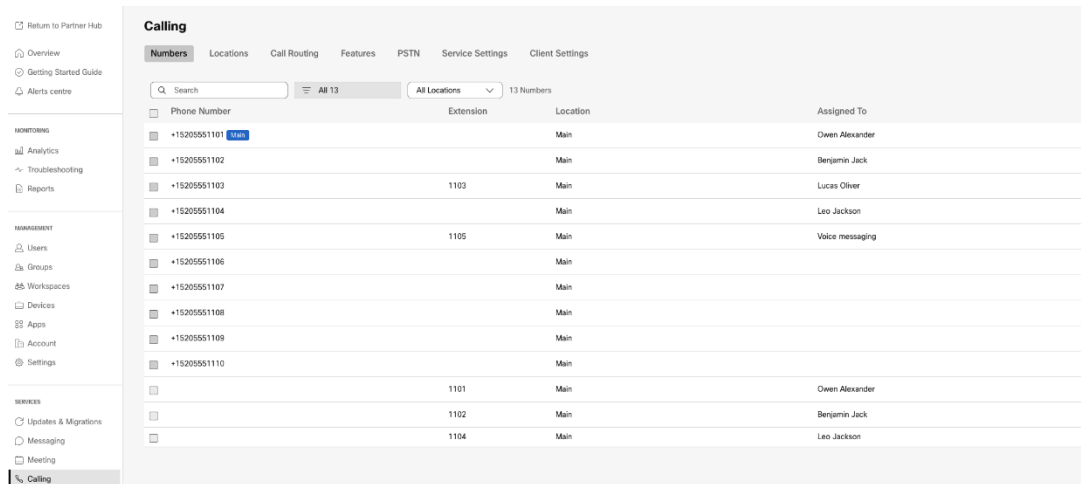 Return to Partner Hub
Overview
Getting Started Guide
Alerts centre
MONITORING
Analytics
Troubleshooting
Reports
MANAGEMENT
Users
Groups
Workspaces
Devices
Apps
Account
Settings
SERVICES
Updates & Migrations
Messaging
Meeting
Calling
Calling
Numbers Locations Call Routing Features PSTN Service Settings Client Settings
Search All 13 All Locations 13 Numbers
Phone Number Extension Location Assigned To
+15205551101 Main Main Owen Alexander
+15205551102 Main Benjamin Jack
+15205551103 1103 Main Lucas Oliver
+15205551104 Main Leo Jackson
+15205551105 1105 Main Voice messaging
+15205551106 Main
+15205551107 Main
+15205551108 Main
+15205551109 Main
+15205551110 Main
1101 Main Owen Alexander
1102 Main Benjamin Jack
1104 Main Leo Jackson